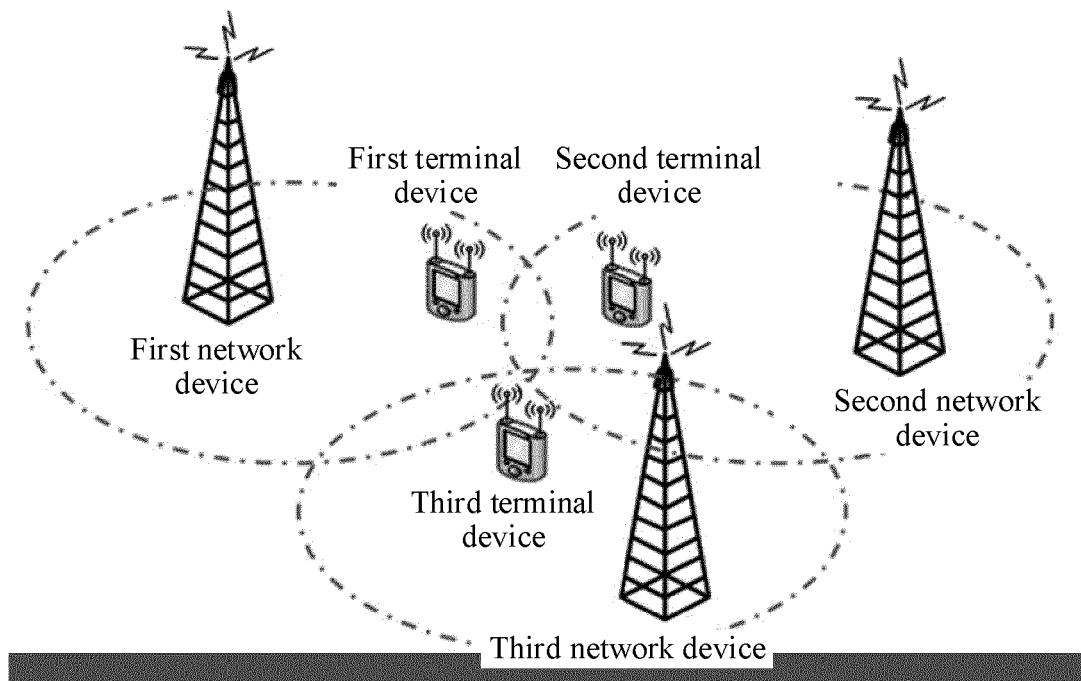 First terminal
device
Second terminal
device
First network
device
Second network
device
Third terminal
device
Third network device